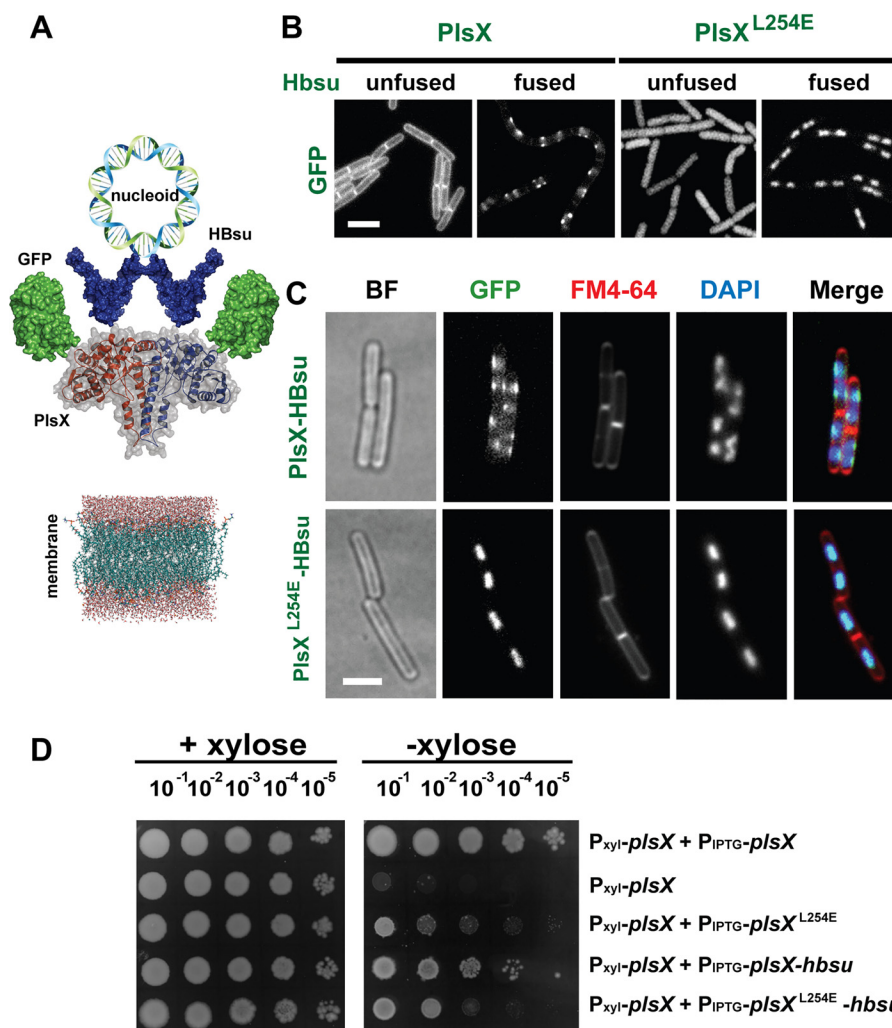 A
nucleoid
GFP
HBsu
PlsX
membrane
B
PlsX
PlsX L254E
Hbsu
unfused
fused
unfused
fused
GFP
C
BF
GFP
FM4-64
DAPI
Merge
PlsX-HBsu
PlsX L254E -HBsu
D
+ xylose
-xylose
10-1 10-2 10-3 10-4 10-5
10-1 10-2 10-3 10-4 10-5
Pxyl-plsX + PIPTG-plsX
Pxyl-plsX
Pxyl-plsX + PIPTG-plsX L254E
Pxyl-plsX + PIPTG-plsX-hbsu
Pxyl-plsX + PIPTG-plsX L254E -hbsu